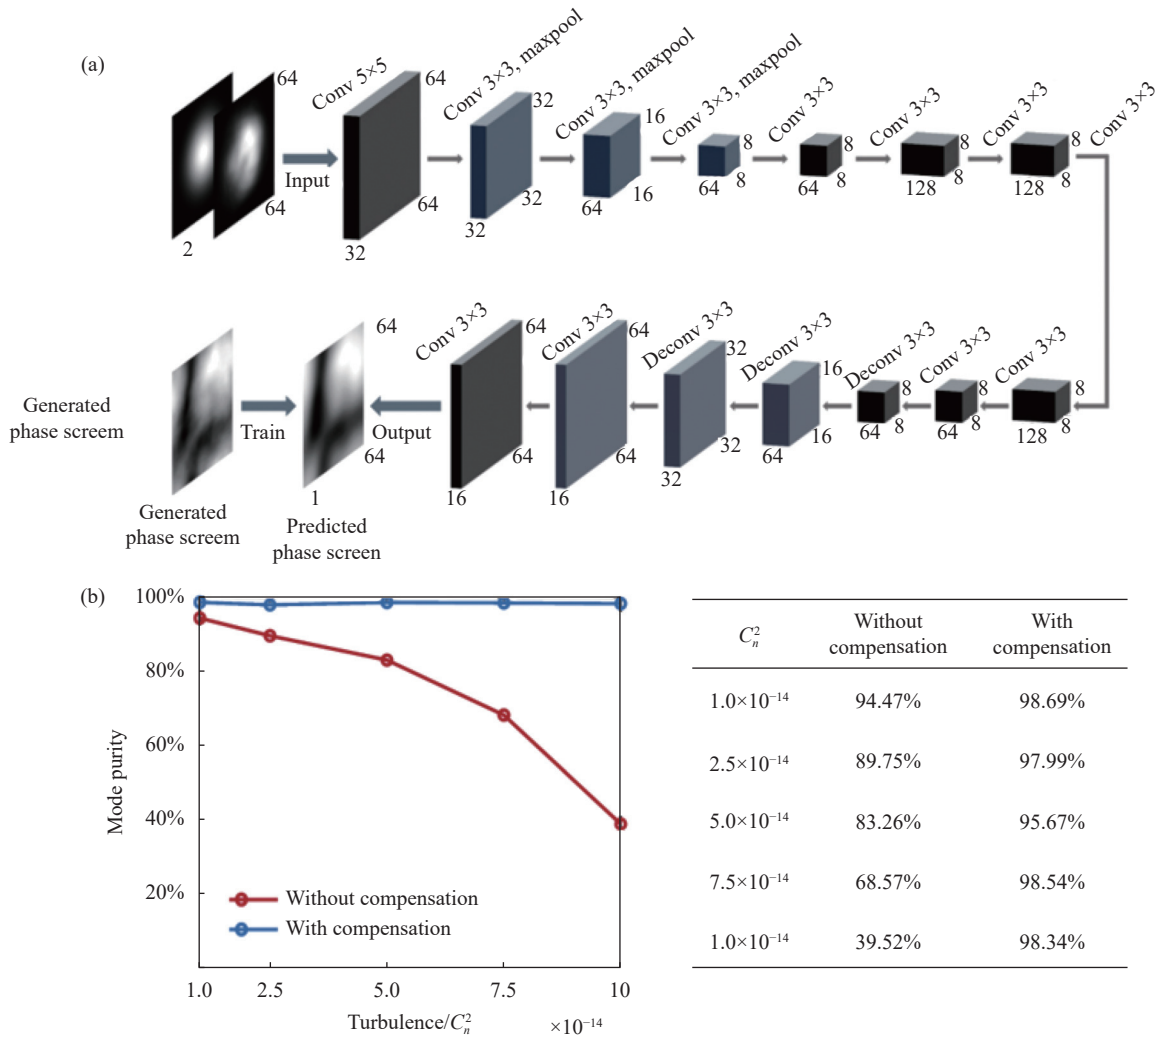 (a)
64
64
2
Input
Conv 5×5
64
64
32
Conv 3×3, maxpool
32
32
32
Conv 3×3, maxpool
16
16
64
Conv 3×3, maxpool
8
8
64
Conv 3×3
8
8
64
Conv 3×3
8
8
128
Conv 3×3
8
8
128
Conv 3×3
Generated
phase screem
Generated
phase screem
Train
64
64
1
Predicted
phase screen
Output
Conv 3×3
64
64
16
Conv 3×3
64
64
16
Deconv 3×3
32
32
32
Deconv 3×3
16
16
64
Deconv 3×3
8
8
64
Conv 3×3
8
8
64
Conv 3×3
8
8
128
(b)
100%
80%
60%
40%
20%
Mode purity
Without compensation
With compensation
1.0 2.5 5.0 7.5 10
Turbulence/C_n^2 ×10^−14
C_n^2 Without compensation With compensation
1.0×10^−14 94.47% 98.69%
2.5×10^−14 89.75% 97.99%
5.0×10^−14 83.26% 95.67%
7.5×10^−14 68.57% 98.54%
1.0×10^−14 39.52% 98.34%